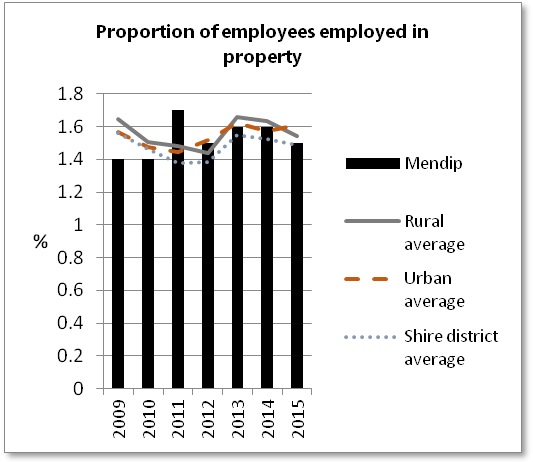 Proportion of employees employed in
property
1.8
1.6
1.4
1.2
1
0.8
0.6
0.4
0.2
0
%
2009 2010 2011 2012 2013 2014 2015
Mendip
Rural
average
Urban
average
Shire district
average